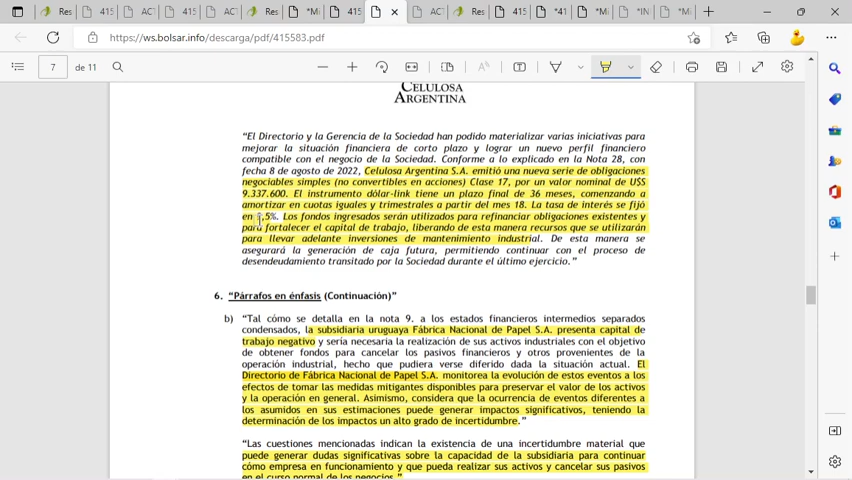 Res
415
ACT
415
ACT
Res
*Mi
415
ACT
Res
415
*41
*Mi
*IN
*Mi
https://ws.bolsar.info/descarga/pdf/415583.pdf
7 de 11
CELULOSA
ARGENTINA
"El Directorio y la Gerencia de la Sociedad han podido materializar varias iniciativas para
mejorar la situación financiera de corto plazo y lograr un nuevo perfil financiero
compatible con el negocio de la Sociedad. Conforme a lo explicado en la Nota 28, con
fecha 8 de agosto de 2022, Celulosa Argentina S.A. emitió una nueva serie de obligaciones
negociables simples (no convertibles en acciones) Clase 17, por un valor nominal de U$S
9.337.600. El instrumento dólar-link tiene un plazo final de 36 meses, comenzando a
amortizar en cuotas iguales y trimestrales a partir del mes 18. La tasa de interés se fijó
en ,5%. Los fondos ingresados serán utilizados para refinanciar obligaciones existentes y
para fortalecer el capital de trabajo, liberando de esta manera recursos que se utilizarán
para llevar adelante inversiones de mantenimiento industrial. De esta manera se
asegurará la generación de caja futura, permitiendo continuar con el proceso de
desendeudamiento transitado por la Sociedad durante el último ejercicio."
6. "Párrafos en énfasis (Continuación)"
b) "Tal cómo se detalla en la nota 9. a los estados financieros intermedios separados
condensados, la subsidiaria uruguaya Fábrica Nacional de Papel S.A. presenta capital de
trabajo negativo y sería necesaria la realización de sus activos industriales con el objetivo
de obtener fondos para cancelar los pasivos financieros y otros provenientes de la
operación industrial, hecho que pudiera verse diferido dada la situación actual. El
Directorio de Fábrica Nacional de Papel S.A. monitorea la evolución de estos eventos a los
efectos de tomar las medidas mitigantes disponibles para preservar el valor de los activos
y la operación en general. Asimismo, considera que la ocurrencia de eventos diferentes a
los asumidos en sus estimaciones puede generar impactos significativos, teniendo la
determinación de los impactos un alto grado de incertidumbre."
"Las cuestiones mencionadas indican la existencia de una incertidumbre material que
puede generar dudas significativas sobre la capacidad de la subsidiaria para continuar
cómo empresa en funcionamiento y que pueda realizar sus activos y cancelar sus pasivos
en el curso normal de los negocios."